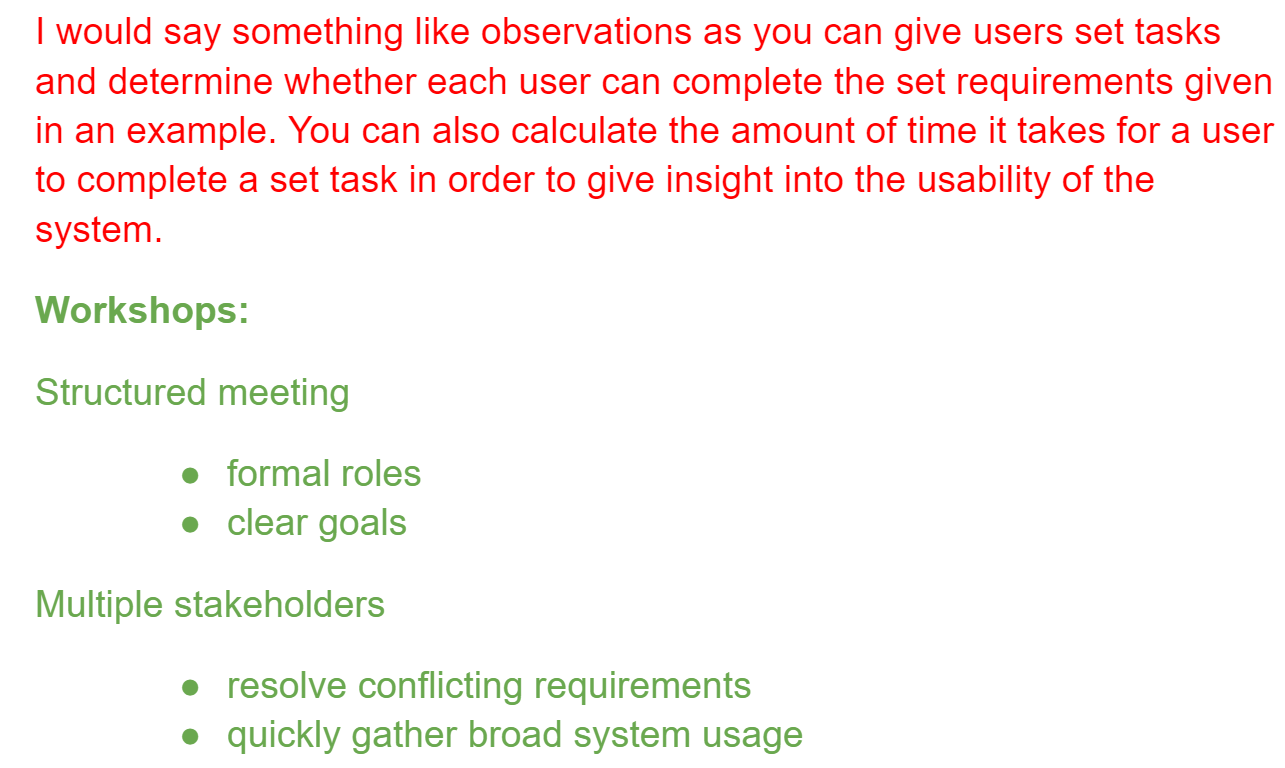 I would say something like observations as you can give users set tasks
and determine whether each user can complete the set requirements given
in an example. You can also calculate the amount of time it takes for a user
to complete a set task in order to give insight into the usability of the
system.
Workshops:
Structured meeting
● formal roles
● clear goals
Multiple stakeholders
● resolve conflicting requirements
● quickly gather broad system usage